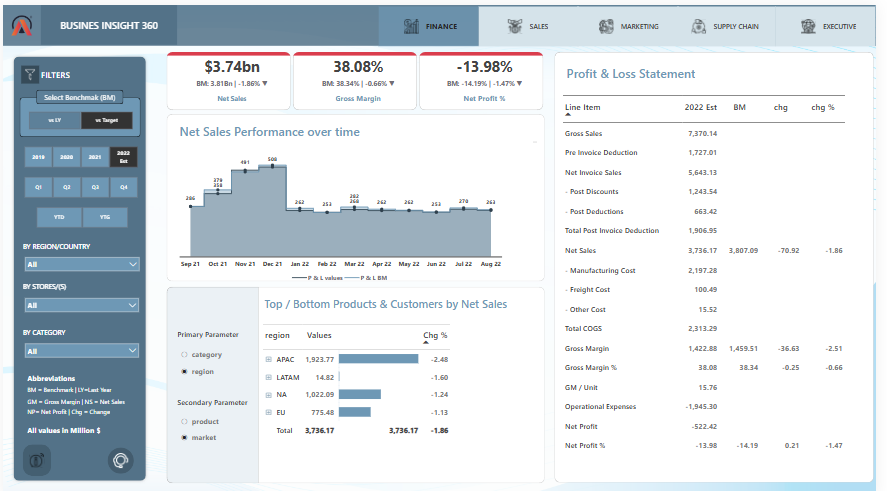 BUSINES INSIGHT 360
FINANCE
SALES
MARKETING
SUPPLY CHAIN
EXECUTIVE
FILTERS
Select Benchmak (BM)
vs LY
vs Target
2019
2020
2021
2022 Est
Q1
Q2
Q3
Q4
YTD
YTG
BY REGION/COUNTRY
All
BY STORES/(S)
All
BY CATEGORY
All
Abbreviations
BM = Benchmark | LY=Last Year
GM = Gross Margin | NS = Net Sales
NP= Net Profit | Chg = Change
All values in Million $
$3.74bn
BM: 3.81Bn | -1.86% ▼
Net Sales
38.08%
BM: 38.34% | -0.66% ▼
Gross Margin
-13.98%
BM: -14.19% | -1.47% ▼
Net Profit %
Net Sales Performance over time
286
379
358
491
508
262
253
282
268
262
262
253
270
263
Sep 21 Oct 21 Nov 21 Dec 21 Jan 22 Feb 22 Mar 22 Apr 22 May 22 Jun 22 Jul 22 Aug 22
P & L values P & L BM
Primary Parameter
category
region
Secondary Parameter
product
market
Top / Bottom Products & Customers by Net Sales
region Values Chg %
APAC 1,923.77 -2.48
LATAM 14.82 -1.60
NA 1,022.09 -1.24
EU 775.48 -1.13
Total 3,736.17 3,736.17 -1.86
Profit & Loss Statement
Line Item 2022 Est BM chg chg %
Gross Sales 7,370.14
Pre Invoice Deduction 1,727.01
Net Invoice Sales 5,643.13
- Post Discounts 1,243.54
- Post Deductions 663.42
Total Post Invoice Deduction 1,906.95
Net Sales 3,736.17 3,807.09 -70.92 -1.86
- Manufacturing Cost 2,197.28
- Freight Cost 100.49
- Other Cost 15.52
Total COGS 2,313.29
Gross Margin 1,422.88 1,459.51 -36.63 -2.51
Gross Margin % 38.08 38.34 -0.25 -0.66
GM / Unit 15.76
Operational Expenses -1,945.30
Net Profit -522.42
Net Profit % -13.98 -14.19 0.21 -1.47